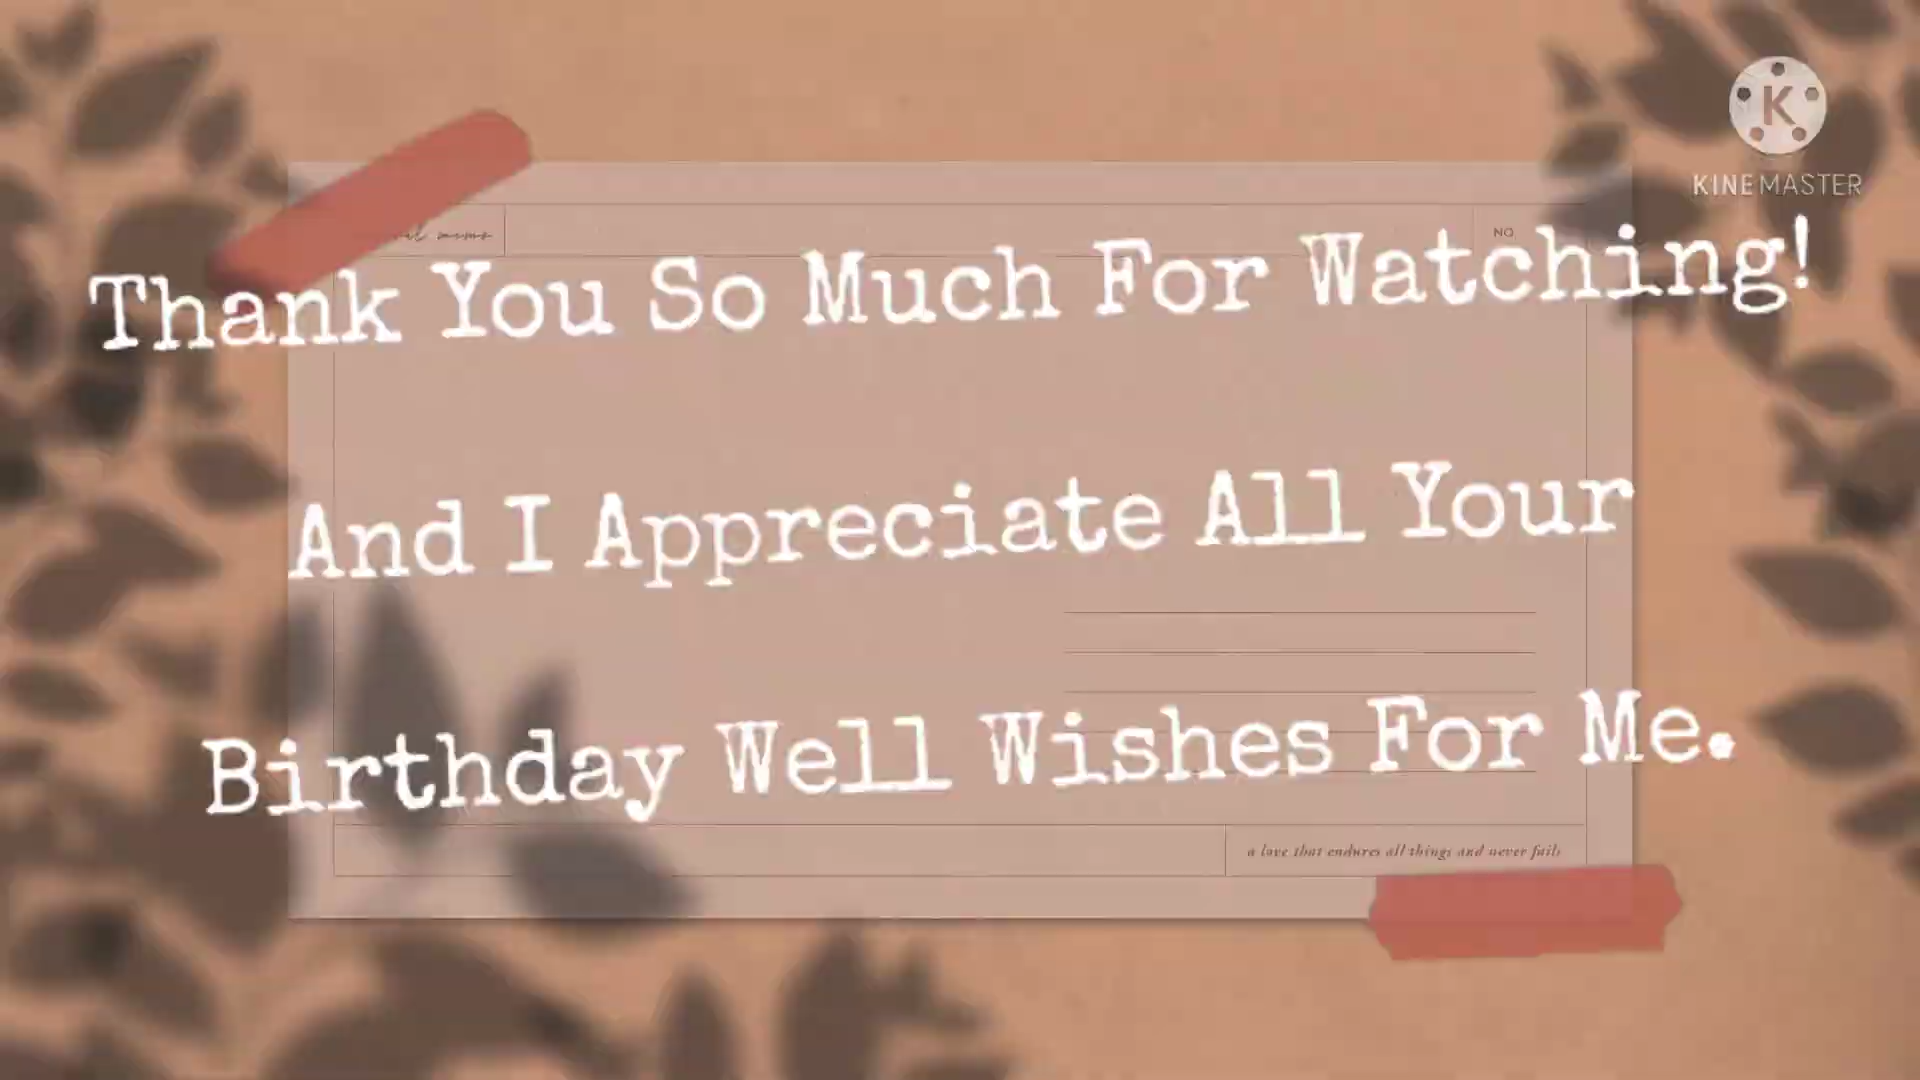 KINEMASTER
memo
NO
Thank You So Much For Watching!
And I Appreciate All Your
Birthday Well Wishes For Me.
a love that endures all things and never fails